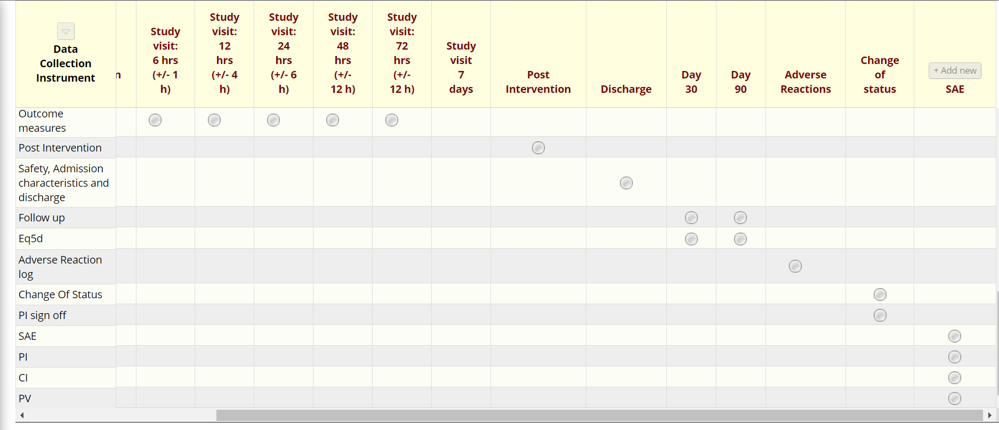 Data
Collection
Instrument
n
Study
visit:
6 hrs
(+/- 1
h)
Study
visit:
12
hrs
(+/- 4
h)
Study
visit:
24
hrs
(+/- 6
h)
Study
visit:
48
hrs
(+/-
12 h)
Study
visit:
72
hrs
(+/-
12 h)
Study
visit
7
days
Post
Intervention
Discharge
Day
30
Day
90
Adverse
Reactions
Change
of
status
+ Add new
SAE
Outcome
measures
Post Intervention
Safety, Admission
characteristics and
discharge
Follow up
Eq5d
Adverse Reaction
log
Change Of Status
PI sign off
SAE
PI
CI
PV